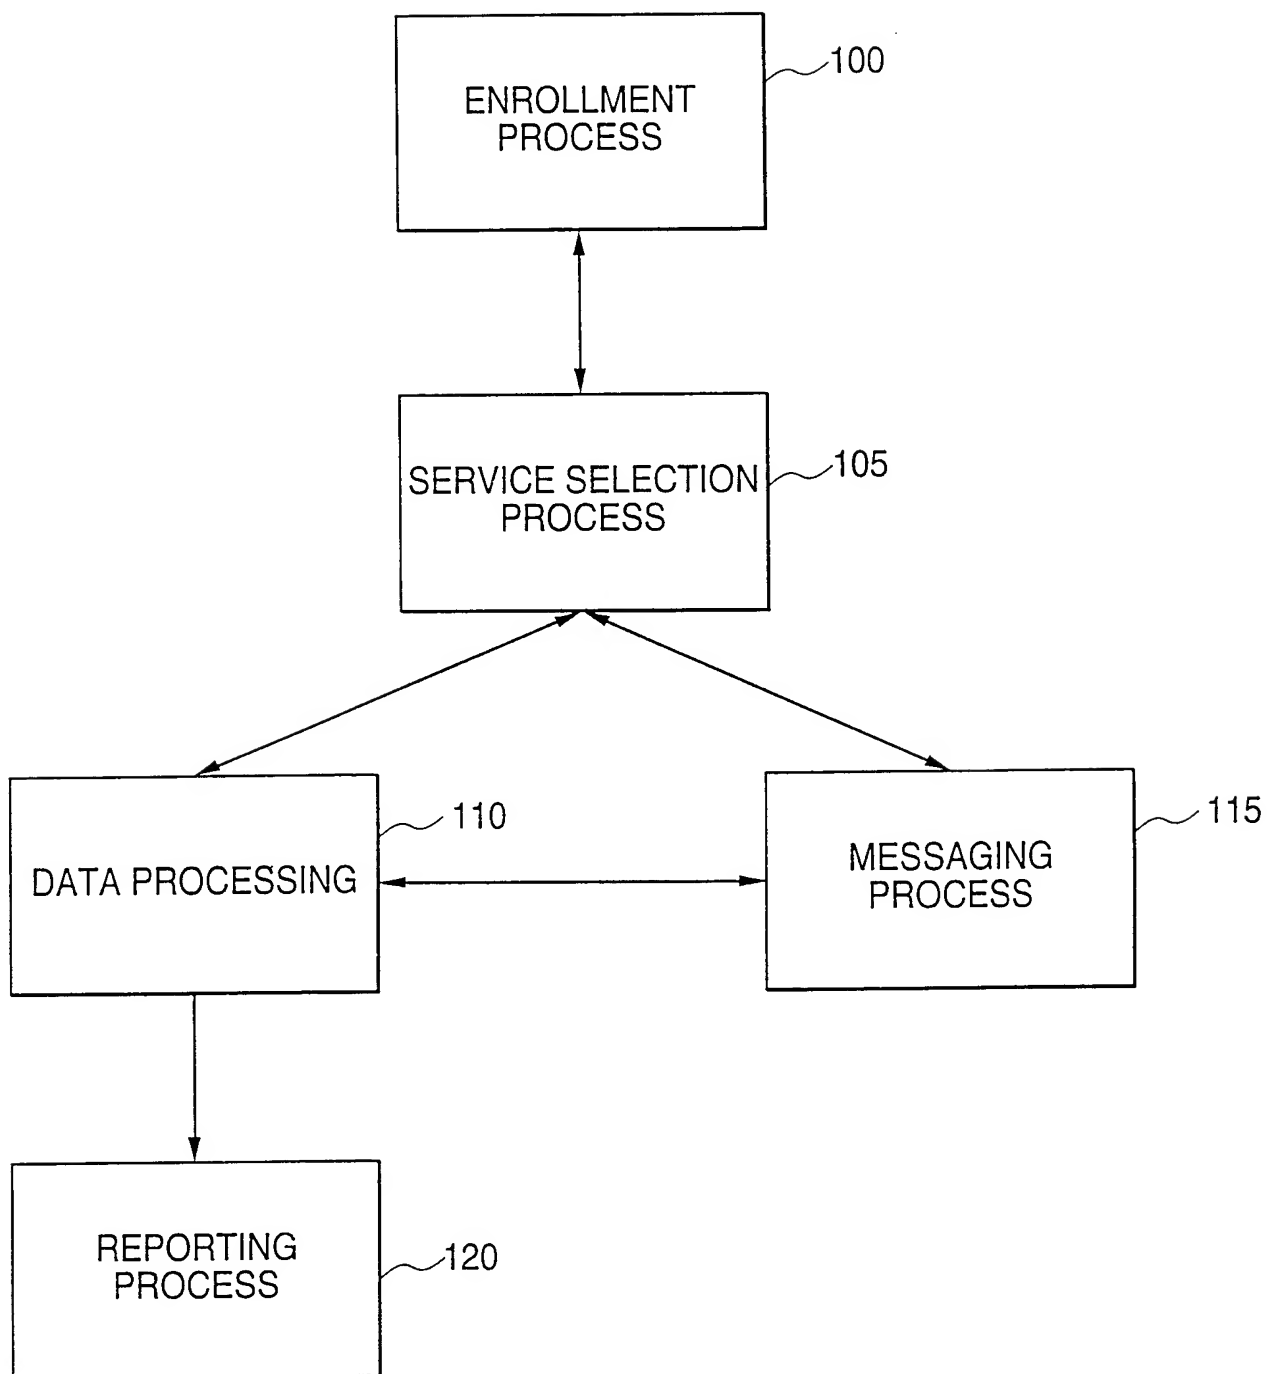 100
ENROLLMENT
PROCESS
105
SERVICE SELECTION
PROCESS
110
DATA PROCESSING
115
MESSAGING
PROCESS
REPORTING
PROCESS
120